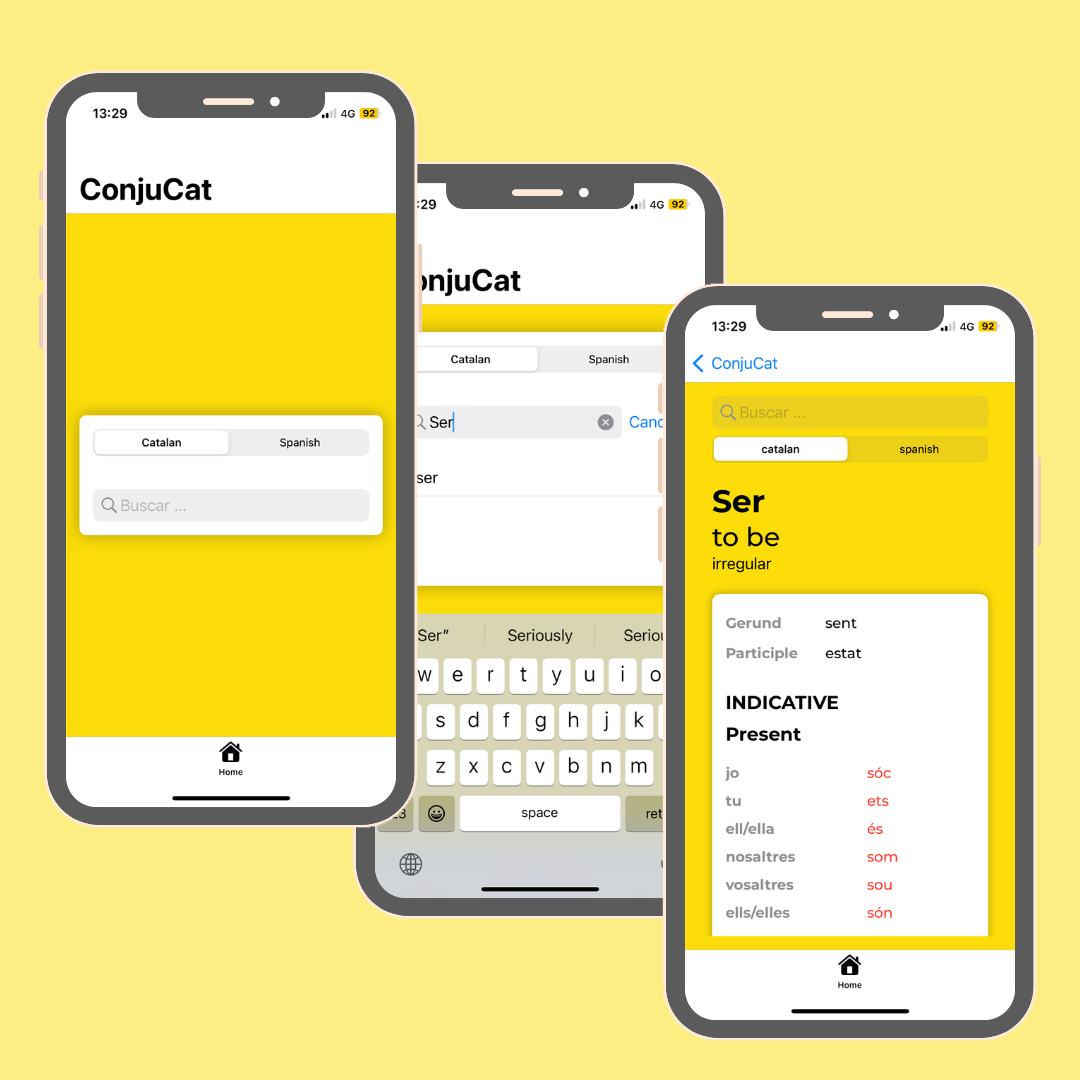 13:29
4G 92
ConjuCat
Catalan Spanish
Buscar ...
Home
:29
4G 92
onjuCat
Catalan Spanish
Ser
Canc
ser
Ser” Seriously Seriou
w e r t y u i o
s d f g h j k
z x c v b n m
space ret
13:29
4G 92
ConjuCat
Buscar ...
catalan spanish
Ser
to be
irregular
Gerund sent
Participle estat
INDICATIVE
Present
jo sóc
tu ets
ell/ella és
nosaltres som
vosaltres sou
ells/elles són
Home